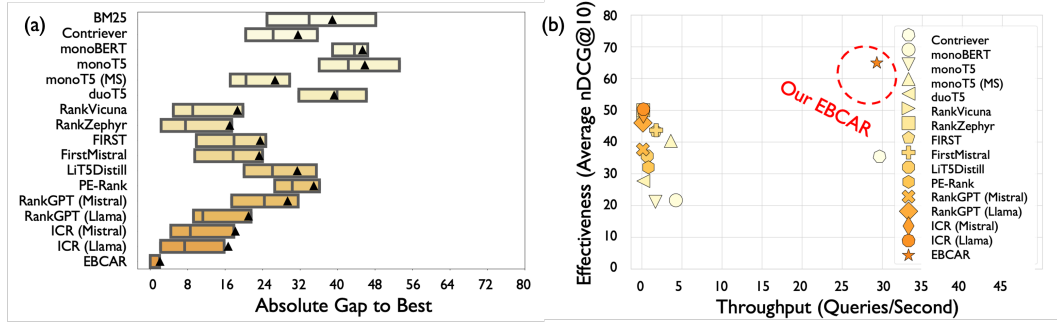 (a)
BM25
Contriever
monoBERT
monoT5
monoT5 (MS)
duoT5
RankVicuna
RankZephyr
FIRST
FirstMistral
LiT5Distill
PE-Rank
RankGPT (Mistral)
RankGPT (Llama)
ICR (Mistral)
ICR (Llama)
EBCAR
0 8 16 24 32 40 48 56 64 72 80
Absolute Gap to Best
(b)
Effectiveness (Average nDCG@10)
80
70
60
50
40
30
20
10
0
Our EBCAR
Contriever
monoBERT
monoT5
monoT5 (MS)
duoT5
RankVicuna
RankZephyr
FIRST
FirstMistral
LiT5Distill
PE-Rank
RankGPT (Mistral)
RankGPT (Llama)
ICR (Mistral)
ICR (Llama)
EBCAR
0 5 10 15 20 25 30 35 40 45
Throughput (Queries/Second)